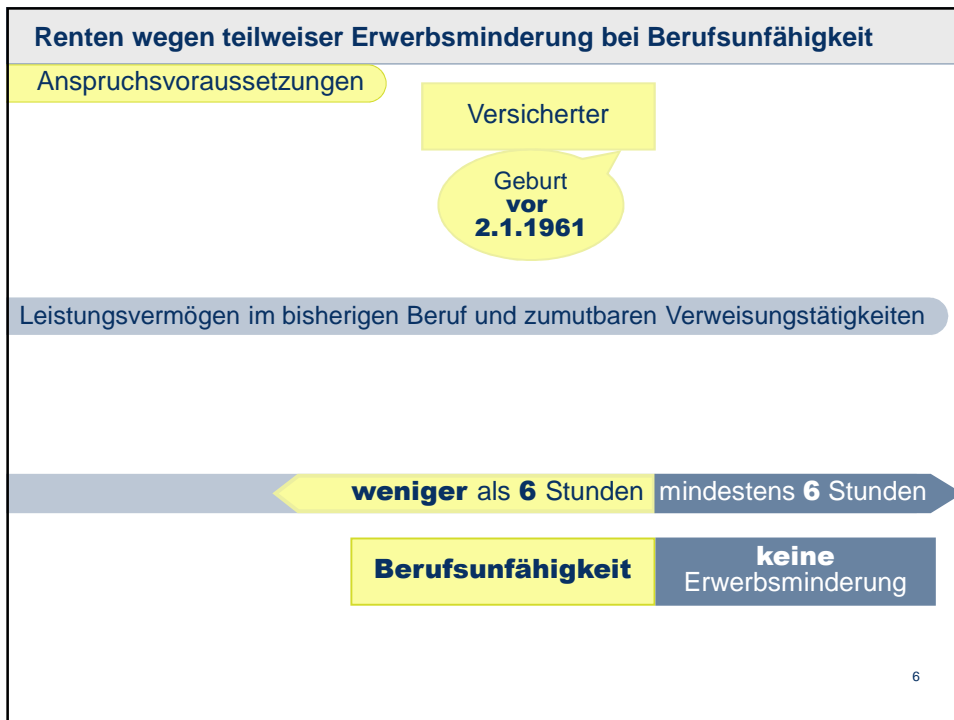 Renten wegen teilweiser Erwerbsminderung bei Berufsunfähigkeit
Anspruchsvoraussetzungen
Versicherter
Geburt
vor
2.1.1961
Leistungsvermögen im bisherigen Beruf und zumutbaren Verweisungstätigkeiten
weniger als 6 Stunden
mindestens 6 Stunden
Berufsunfähigkeit
keine
Erwerbsminderung
6